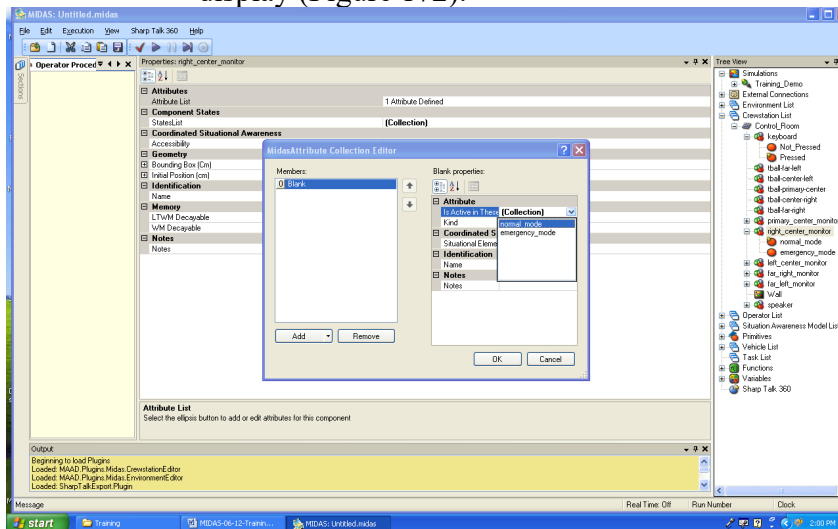 display (Figure 172).
MIDAS: Untitled.midas
File Edit Execution View Sharp Talk 360 Help
Sections
Operator Proced
Properties: right_center_monitor
Attributes
Attribute List 1 Attribute Defined
Component States
StatesList (Collection)
Coordinated Situational Awareness
Accessibility
Geometry
Bounding Box (Cm)
Initial Position (cm)
Identification
Name
Memory
LTWM Decayable
WM Decayable
Notes
Notes
MidasAttribute Collection Editor
Members:
0 Blank
Add
Remove
Blank properties:
Attribute
Is Active in These (Collection)
Kind
normal_mode
emergency_mode
Coordinated S
Situational Eleme
Identification
Name
Notes
Notes
OK Cancel
Attribute List
Select the ellipsis button to add or edit attributes for this component
Tree View
Simulations
Training_Demo
External Connections
Environment List
Crewstation List
Control_Room
keyboard
Not_Pressed
Pressed
tball-far-left
tball-center-left
tball-primary-center
tball-center-right
tball-far-right
primary_center_monito
right_center_monitor
normal_mode
emergency_mode
left_center_monitor
far_right_monitor
far_left_monitor
Wall
speaker
Operator List
Situation Awareness Model Lis
Primitives
Vehicle List
Task List
Functions
Variables
Sharp Talk 360
Output
Beginning to load Plugins
Loaded: MAAD.Plugins.Midas.CrewstationEditor
Loaded: MAAD.Plugins.Midas.EnvironmentEditor
Loaded: SharpTalkExport.Plugin
Message Real Time: Off Run Number Clock
start Training MIDAS-06-12-Trainin... MIDAS: Untitled.midas 2:00 PM